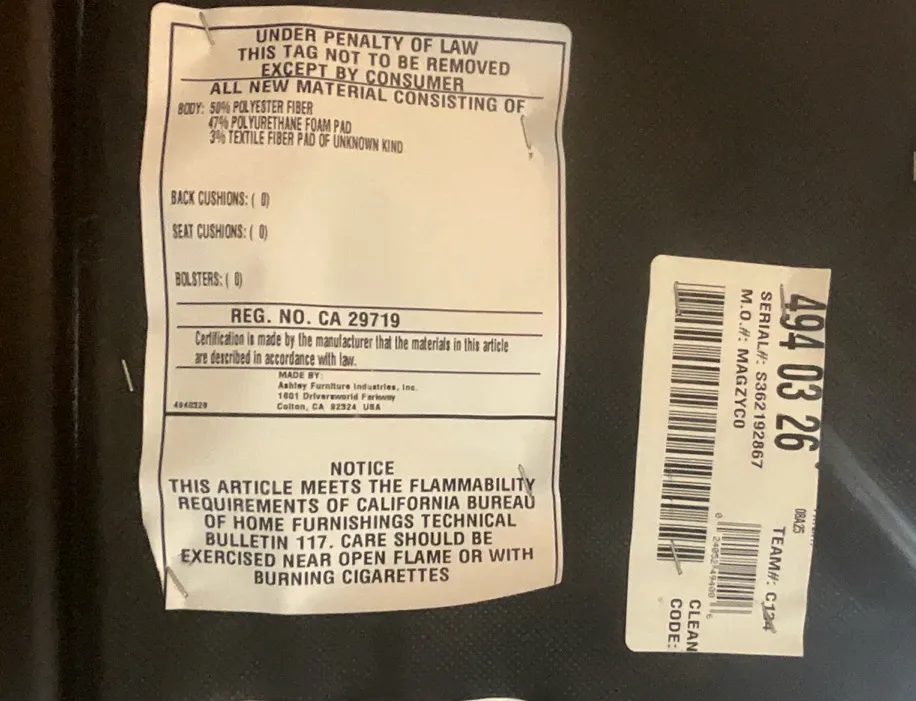 UNDER PENALTY OF LAW
THIS TAG NOT TO BE REMOVED
EXCEPT BY CONSUMER
ALL NEW MATERIAL CONSISTING OF
BODY: 50% POLYESTER FIBER
47% POLYURETHANE FOAM PAD
3% TEXTILE FIBER PAD OF UNKNOWN KIND
BACK CUSHIONS: ( 0)
SEAT CUSHIONS: ( 0)
BOLSTERS: ( 0)
REG. NO. CA 29719
Certification is made by the manufacturer that the materials in this article
are described in accordance with law.
MADE BY:
Ashley Furniture Industries, Inc.
1601 Driversworld
Colton, CA 92324 USA
4940329
NOTICE
THIS ARTICLE MEETS THE FLAMMABILITY
REQUIREMENTS OF CALIFORNIA BUREAU
OF HOME FURNISHINGS TECHNICAL
BULLETIN 117. CARE SHOULD BE
EXERCISED NEAR OPEN FLAME OR WITH
BURNING CIGARETTES
494 03 26
SERIAL#: S362192867
M.O.#: MAGZYCO
08A25
TEAM#: C124
CLEAN
CODE: